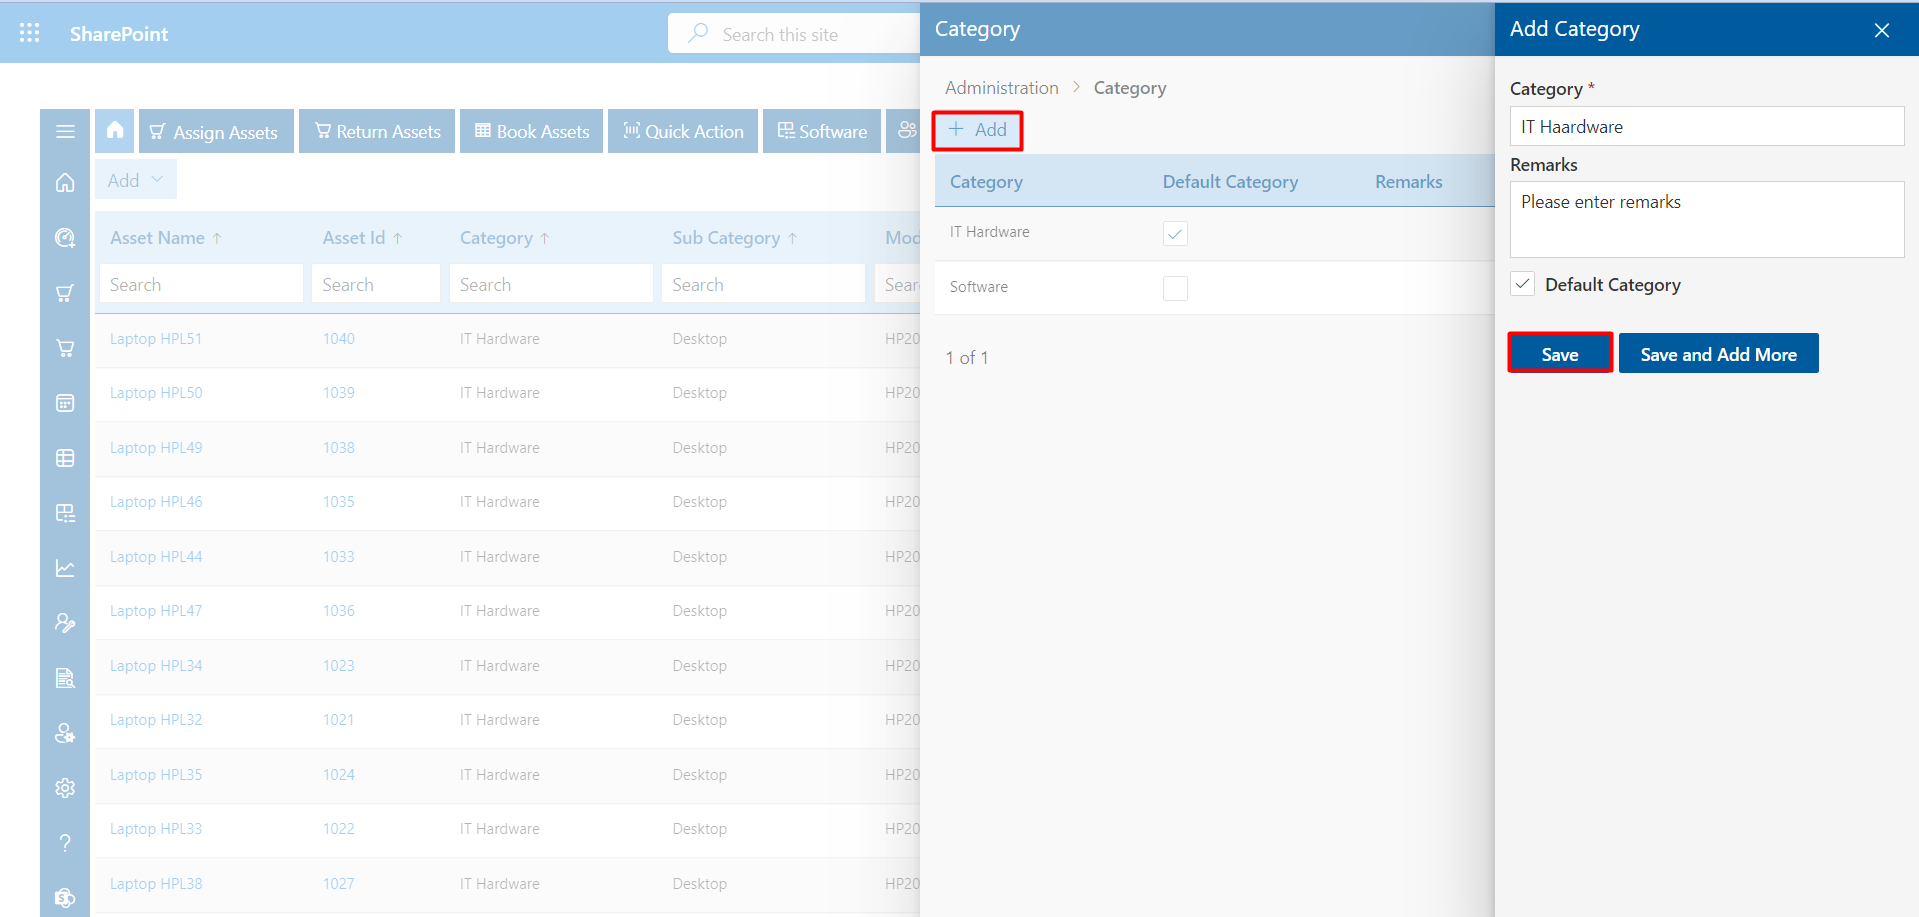 SharePoint
Search this site
Category
Add Category
Administration > Category
Category *
Assign Assets
Return Assets
Book Assets
Quick Action
Software
Add
IT Haardware
Remarks
Add
Category Default Category Remarks
Please enter remarks
Asset Name ↑ Asset Id ↑ Category ↑ Sub Category ↑ Mod
IT Hardware
Search Search Search Search Sear
Software
Default Category
Laptop HPL51 1040 IT Hardware Desktop HP20
1 of 1
Save Save and Add More
Laptop HPL50 1039 IT Hardware Desktop HP20
Laptop HPL49 1038 IT Hardware Desktop HP20
Laptop HPL46 1035 IT Hardware Desktop HP20
Laptop HPL44 1033 IT Hardware Desktop HP20
Laptop HPL47 1036 IT Hardware Desktop HP20
Laptop HPL34 1023 IT Hardware Desktop HP20
Laptop HPL32 1021 IT Hardware Desktop HP20
Laptop HPL35 1024 IT Hardware Desktop HP20
Laptop HPL33 1022 IT Hardware Desktop HP20
Laptop HPL38 1027 IT Hardware Desktop HP20